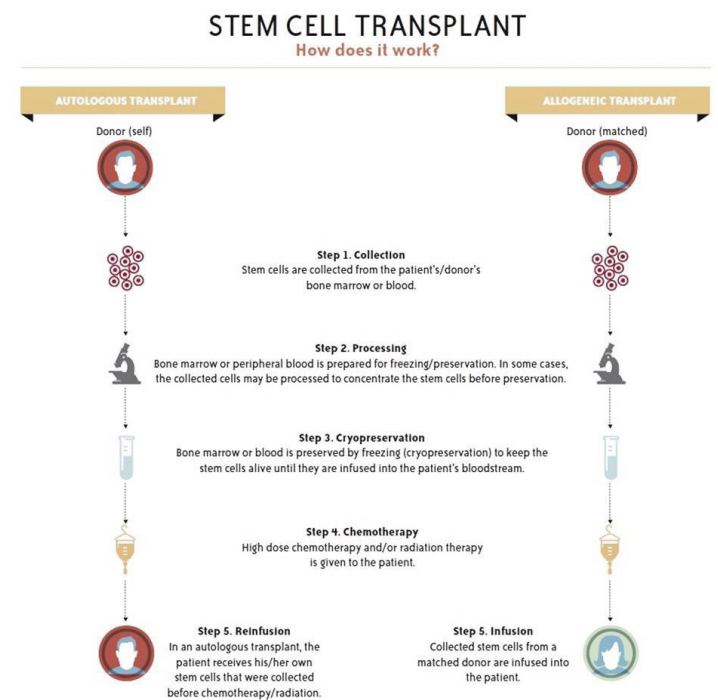 STEM CELL TRANSPLANT
How does it work?
AUTOLOGOUS TRANSPLANT
ALLOGENEIC TRANSPLANT
Donor (self)
Donor (matched)
Step 1. Collection
Stem cells are collected from the patient's/donor's
bone marrow or blood.
Step 2. Processing
Bone marrow or peripheral blood is prepared for freezing/preservation. In some cases,
the collected cells may be processed to concentrate the stem cells before preservation.
Step 3. Cryopreservation
Bone marrow or blood is preserved by freezing (cryopreservation) to keep the
stem cells alive until they are infused into the patient's bloodstream.
Step 4. Chemotherapy
High dose chemotherapy and/or radiation therapy
is given to the patient.
Step 5. Reinfusion
In an autologous transplant, the
patient receives his/her own
stem cells that were collected
before chemotherapy/radiation.
Step 5. Infusion
Collected stem cells from a
matched donor are infused into
the patient.